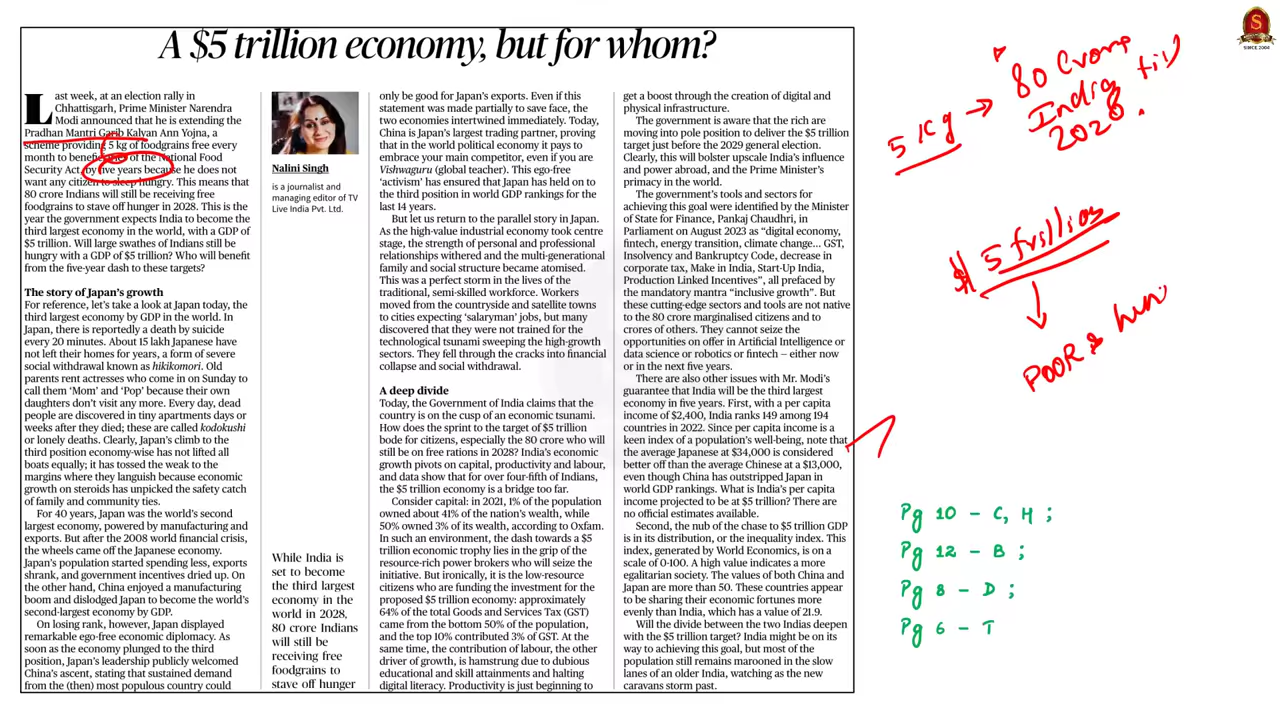 A $5 trillion economy, but for whom?
Last week, at an election rally in
Chhattisgarh, Prime Minister Narendra
Modi announced that he is extending the
Pradhan Mantri Garib Kalyan Ann Yojna, a
scheme providing 5 kg of foodgrains free every
month to beneficiaries of the National Food
Security Act, by five years because he does not
want any citizen to sleep hungry. This means that
80 crore Indians will still be receiving free
foodgrains to stave off hunger in 2028. This is the
year the government expects India to become the
third largest economy in the world, with a GDP of
$5 trillion. Will large swathes of Indians still be
hungry with a GDP of $5 trillion? Who will benefit
from the five-year dash to these targets?
The story of Japan's growth
For reference, let's take a look at Japan today, the
third largest economy by GDP in the world. In
Japan, there is reportedly a death by suicide
every 20 minutes. About 15 lakh Japanese have
not left their homes for years, a form of severe
social withdrawal known as hikikomori. Old
parents rent actresses who come in on Sunday to
call them 'Mom' and 'Pop' because their own
daughters don't visit any more. Every day, dead
people are discovered in tiny apartments days or
weeks after they died; these are called kodokushi
or lonely deaths. Clearly, Japan's climb to the
third position economy-wise has not lifted all
boats equally; it has tossed the weak to the
margins where they languish because economic
growth on steroids has unpicked the safety catch
of family and community ties.
For 40 years, Japan was the world's second
largest economy, powered by manufacturing and
exports. But after the 2008 world financial crisis,
the wheels came off the Japanese economy.
Japan's population started spending less, exports
shrank, and government incentives dried up. On
the other hand, China enjoyed a manufacturing
boom and dislodged Japan to become the world's
second-largest economy by GDP.
On losing rank, however, Japan displayed
remarkable ego-free economic diplomacy. As
soon as the economy plunged to the third
position, Japan's leadership publicly welcomed
China's ascent, stating that sustained demand
from the (then) most populous country could
Nalini Singh
is a journalist and
managing editor of TV
Live India Pvt. Ltd.
While India is
set to become
the third largest
economy in the
world in 2028,
80 crore Indians
will still be
receiving free
foodgrains to
stave off hunger
only be good for Japan's exports. Even if this
statement was made partially to save face, the
two economies intertwined immediately. Today,
China is Japan's largest trading partner, proving
that in the world political economy it pays to
embrace your main competitor, even if you are
Vishwaguru (global teacher). This ego-free
'activism' has ensured that Japan has held on to
the third position in world GDP rankings for the
last 14 years.
But let us return to the parallel story in Japan.
As the high-value industrial economy took centre
stage, the strength of personal and professional
relationships withered and the multi-generational
family and social structure became atomised.
This was a perfect storm in the lives of the
traditional, semi-skilled workforce. Workers
moved from the countryside and satellite towns
to cities expecting 'salaryman' jobs, but many
discovered that they were not trained for the
technological tsunami sweeping the high-growth
sectors. They fell through the cracks into financial
collapse and social withdrawal.
A deep divide
Today, the Government of India claims that the
country is on the cusp of an economic tsunami.
How does the sprint to the target of $5 trillion
bode for citizens, especially the 80 crore who will
still be on free rations in 2028? India's economic
growth pivots on capital, productivity and labour,
and data show that for over four-fifth of Indians,
the $5 trillion economy is a bridge too far.
Consider capital: in 2021, 1% of the population
owned about 41% of the nation's wealth, while
50% owned 3% of its wealth, according to Oxfam.
In such an environment, the dash towards a $5
trillion economic trophy lies in the grip of the
resource-rich power brokers who will seize the
initiative. But ironically, it is the low-resource
citizens who are funding the investment for the
proposed $5 trillion economy: approximately
64% of the total Goods and Services Tax (GST)
came from the bottom 50% of the population,
and the top 10% contributed 3% of GST. At the
same time, the contribution of labour, the other
driver of growth, is hamstrung due to dubious
educational and skill attainments and halting
digital literacy. Productivity is just beginning to
get a boost through the creation of digital and
physical infrastructure.
The government is aware that the rich are
moving into pole position to deliver the $5 trillion
target just before the 2029 general election.
Clearly, this will bolster upscale India's influence
and power abroad, and the Prime Minister's
primacy in the world.
The government's tools and sectors for
achieving this goal were identified by the Minister
of State for Finance, Pankaj Chaudhri, in
Parliament on August 2023 as "digital economy,
fintech, energy transition, climate change... GST,
Insolvency and Bankruptcy Code, decrease in
corporate tax, Make in India, Start-Up India,
Production Linked Incentives", all prefaced by
the mandatory mantra "inclusive growth". But
these cutting-edge sectors and tools are not native
to the 80 crore marginalised citizens and to
crores of others. They cannot seize the
opportunities on offer in Artificial Intelligence or
data science or robotics or fintech – either now
or in the next five years.
There are also other issues with Mr. Modi's
guarantee that India will be the third largest
economy in five years. First, with a per capita
income of $2,400, India ranks 149 among 194
countries in 2022. Since per capita income is a
keen index of a population's well-being, note that
the average Japanese at $34,000 is considered
better off than the average Chinese at a $13,000,
even though China has outstripped Japan in
world GDP rankings. What is India's per capita
income projected to be at $5 trillion? There are
no official estimates available.
Second, the nub of the chase to $5 trillion GDP
is in its distribution, or the inequality index. This
index, generated by World Economics, is on a
scale of 0-100. A high value indicates a more
egalitarian society. The values of both China and
Japan are more than 50. These countries appear
to be sharing their economic fortunes more
evenly than India, which has a value of 21.9.
Will the divide between the two Indias deepen
with the $5 trillion target? India might be on its
way to achieving this goal, but most of the
population still remains marooned in the slow
lanes of an older India, watching as the new
caravans storm past.
S
SINCE 2004
5 kg → 80 Crore
India till
2028.
$ 5 trillion
POOR &
Pg 10 - C, H ;
Pg 12 - B ;
Pg 8 - D ;
Pg 6 - T